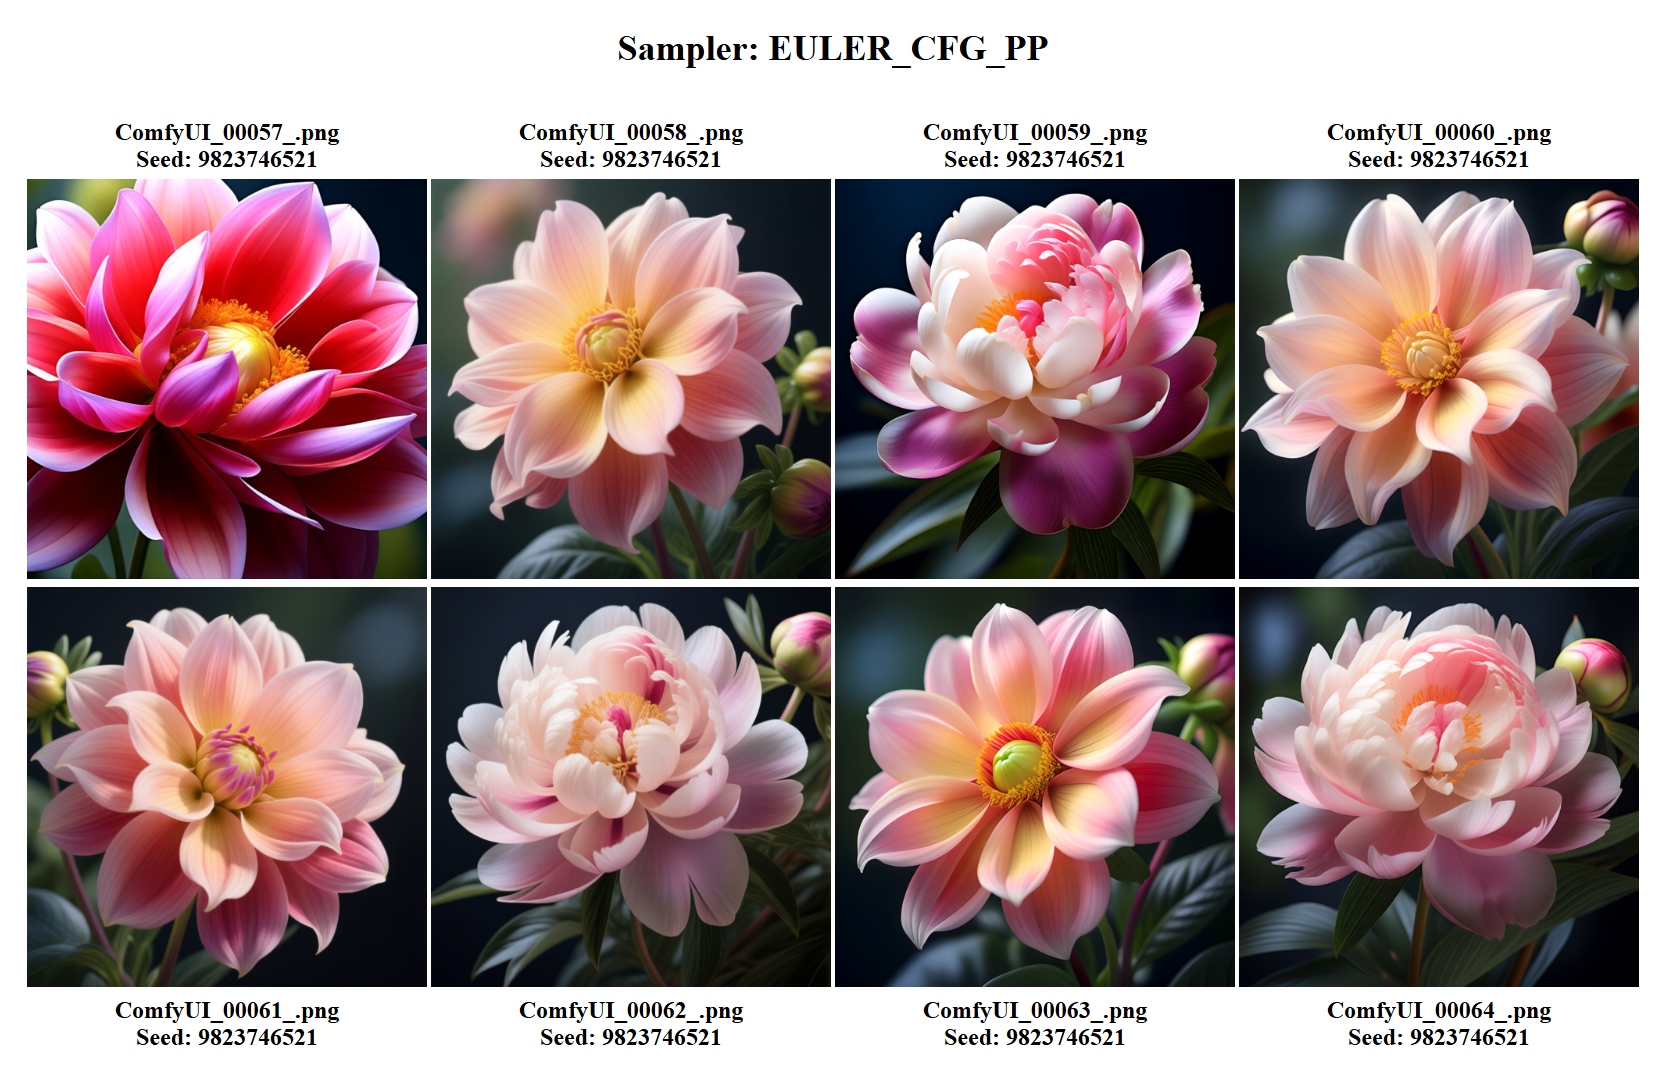 Sampler: EULER_CFG_PP
ComfyUI_00057_.png
Seed: 9823746521
ComfyUI_00058_.png
Seed: 9823746521
ComfyUI_00059_.png
Seed: 9823746521
ComfyUI_00060_.png
Seed: 9823746521
ComfyUI_00061_.png
Seed: 9823746521
ComfyUI_00062_.png
Seed: 9823746521
ComfyUI_00063_.png
Seed: 9823746521
ComfyUI_00064_.png
Seed: 9823746521